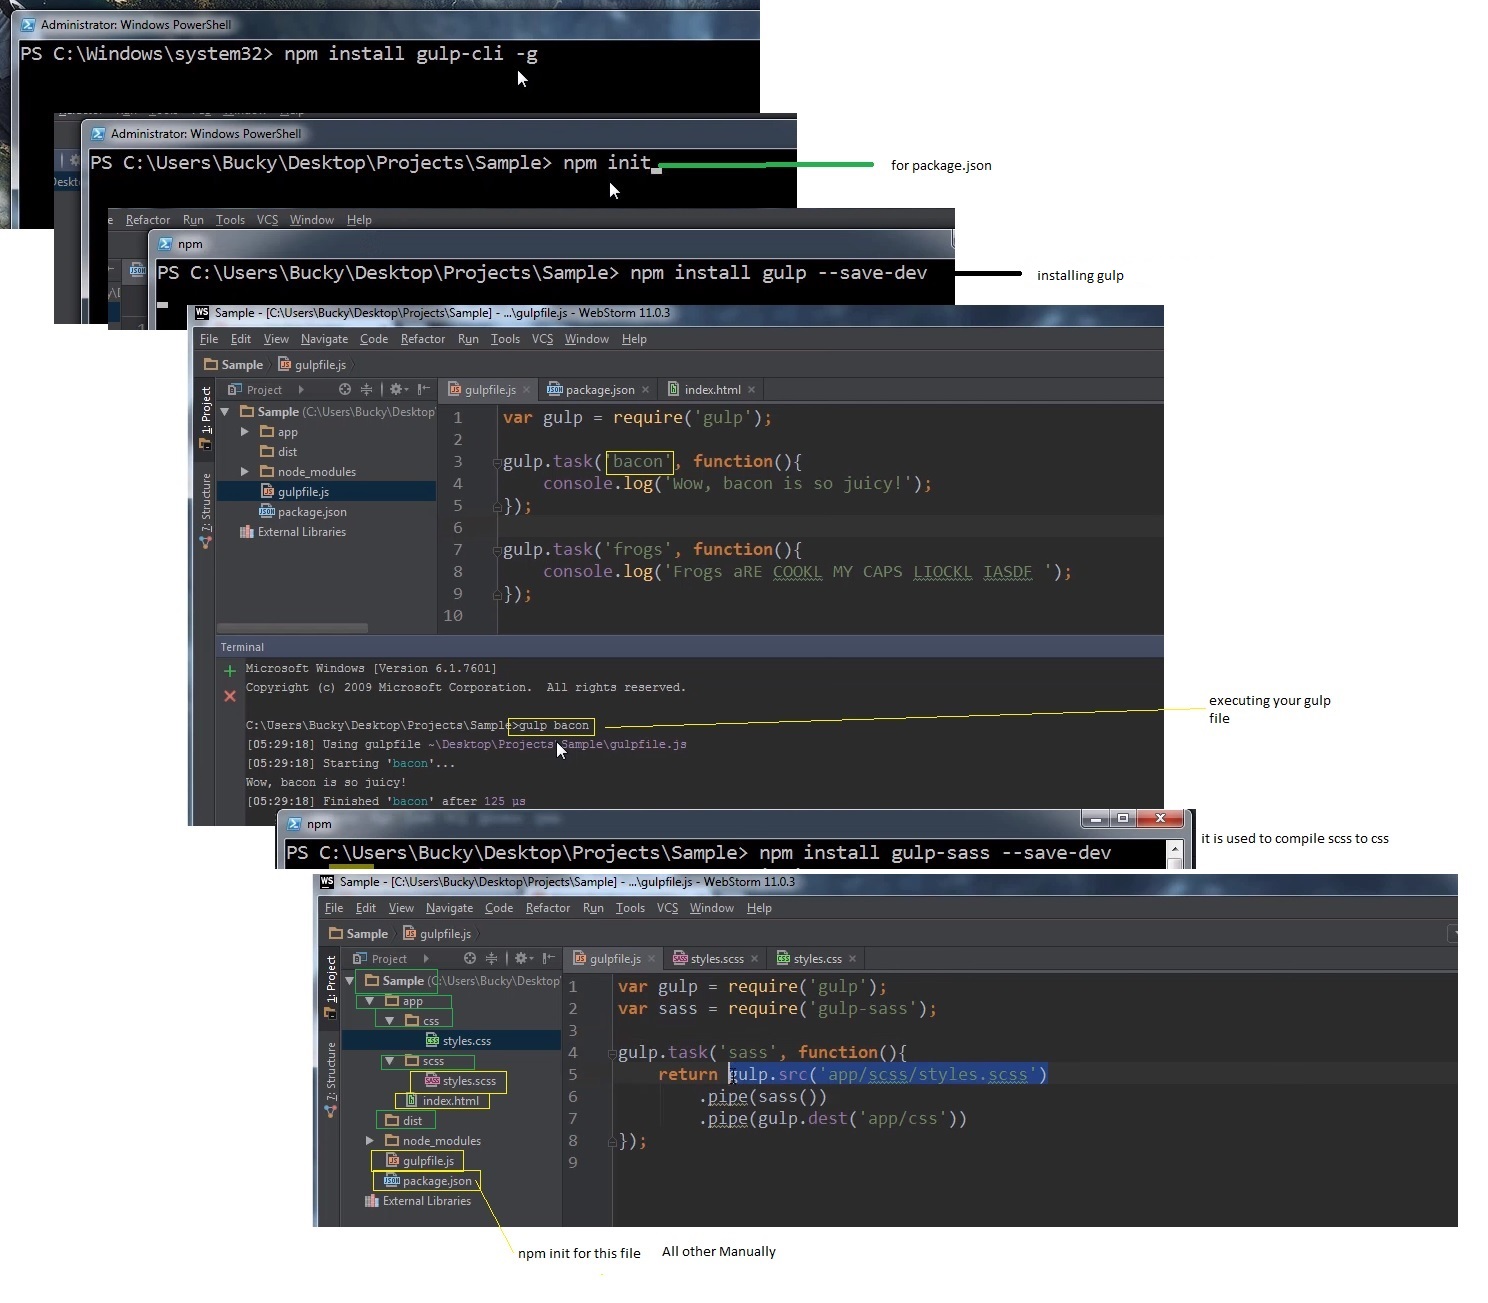 Administrator: Windows PowerShell
PS C:\Windows\system32> npm install gulp-cli -g
Administrator: Windows PowerShell
PS C:\Users\Bucky\Desktop\Projects\Sample> npm init
for package.json
Refactor Run Tools VCS Window Help
npm
PS C:\Users\Bucky\Desktop\Projects\Sample> npm install gulp --save-dev
installing gulp
WS Sample - [C:\Users\Bucky\Desktop\Projects\Sample] - ...\gulpfile.js - WebStorm 11.0.3
File Edit View Navigate Code Refactor Run Tools VCS Window Help
Sample gulpfile.js
Project gulpfile.js package.json index.html
1: Project
7: Structure
Sample (C:\Users\Bucky\Desktop
app
dist
node_modules
gulpfile.js
package.json
External Libraries
1 var gulp = require('gulp');
2
3 gulp.task('bacon', function(){
4 console.log('Wow, bacon is so juicy!');
5 });
6
7 gulp.task('frogs', function(){
8 console.log('Frogs aRE COOKL MY CAPS LIOCKL IASDF ');
9 });
10
Terminal
Microsoft Windows [Version 6.1.7601]
Copyright (c) 2009 Microsoft Corporation. All rights reserved.
C:\Users\Bucky\Desktop\Projects\Sample>gulp bacon
[05:29:18] Using gulpfile ~\Desktop\Projects\Sample\gulpfile.js
[05:29:18] Starting 'bacon'...
Wow, bacon is so juicy!
[05:29:18] Finished 'bacon' after 125 µs
executing your gulp
file
npm
PS C:\Users\Bucky\Desktop\Projects\Sample> npm install gulp-sass --save-dev
it is used to compile scss to css
WS Sample - [C:\Users\Bucky\Desktop\Projects\Sample] - ...\gulpfile.js - WebStorm 11.0.3
File Edit View Navigate Code Refactor Run Tools VCS Window Help
Sample gulpfile.js
Project gulpfile.js styles.scss styles.css
1: Project
7: Structure
Sample (C:\Users\Bucky\Desktop
app
css
styles.css
scss
styles.scss
index.html
dist
node_modules
gulpfile.js
package.json
External Libraries
1 var gulp = require('gulp');
2 var sass = require('gulp-sass');
3
4 gulp.task('sass', function(){
5 return gulp.src('app/scss/styles.scss')
6 .pipe(sass())
7 .pipe(gulp.dest('app/css'))
8 });
9
npm init for this file All other Manually